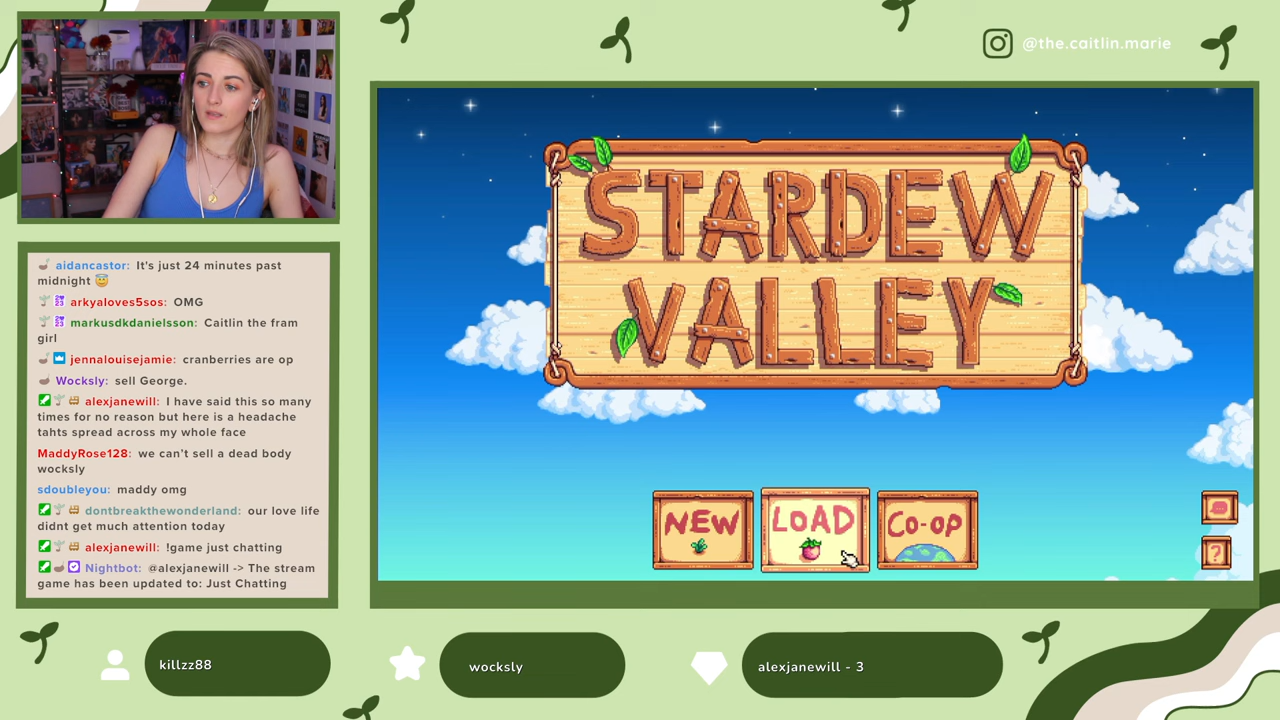 @the.caitlin.marie
STARDEW
VALLEY
aidancastor: It's just 24 minutes past
midnight 😇
arkyaloves5sos: OMG
markusdkdanielsson: Caitlin the fram
girl
jennalouisejamie: cranberries are op
Wocksly: sell George.
alexjanewill: I have said this so many
times for no reason but here is a headache
tahts spread across my whole face
MaddyRose128: we can't sell a dead body
wocksly
sdoubleyou: maddy omg
dontbreakthewonderland: our love life
didnt get much attention today
alexjanewill: !game just chatting
Nightbot: @alexjanewill -> The stream
game has been updated to: Just Chatting
NEW
LOAD
CO-OP
?
killzz88
wocksly
alexjanewill - 3